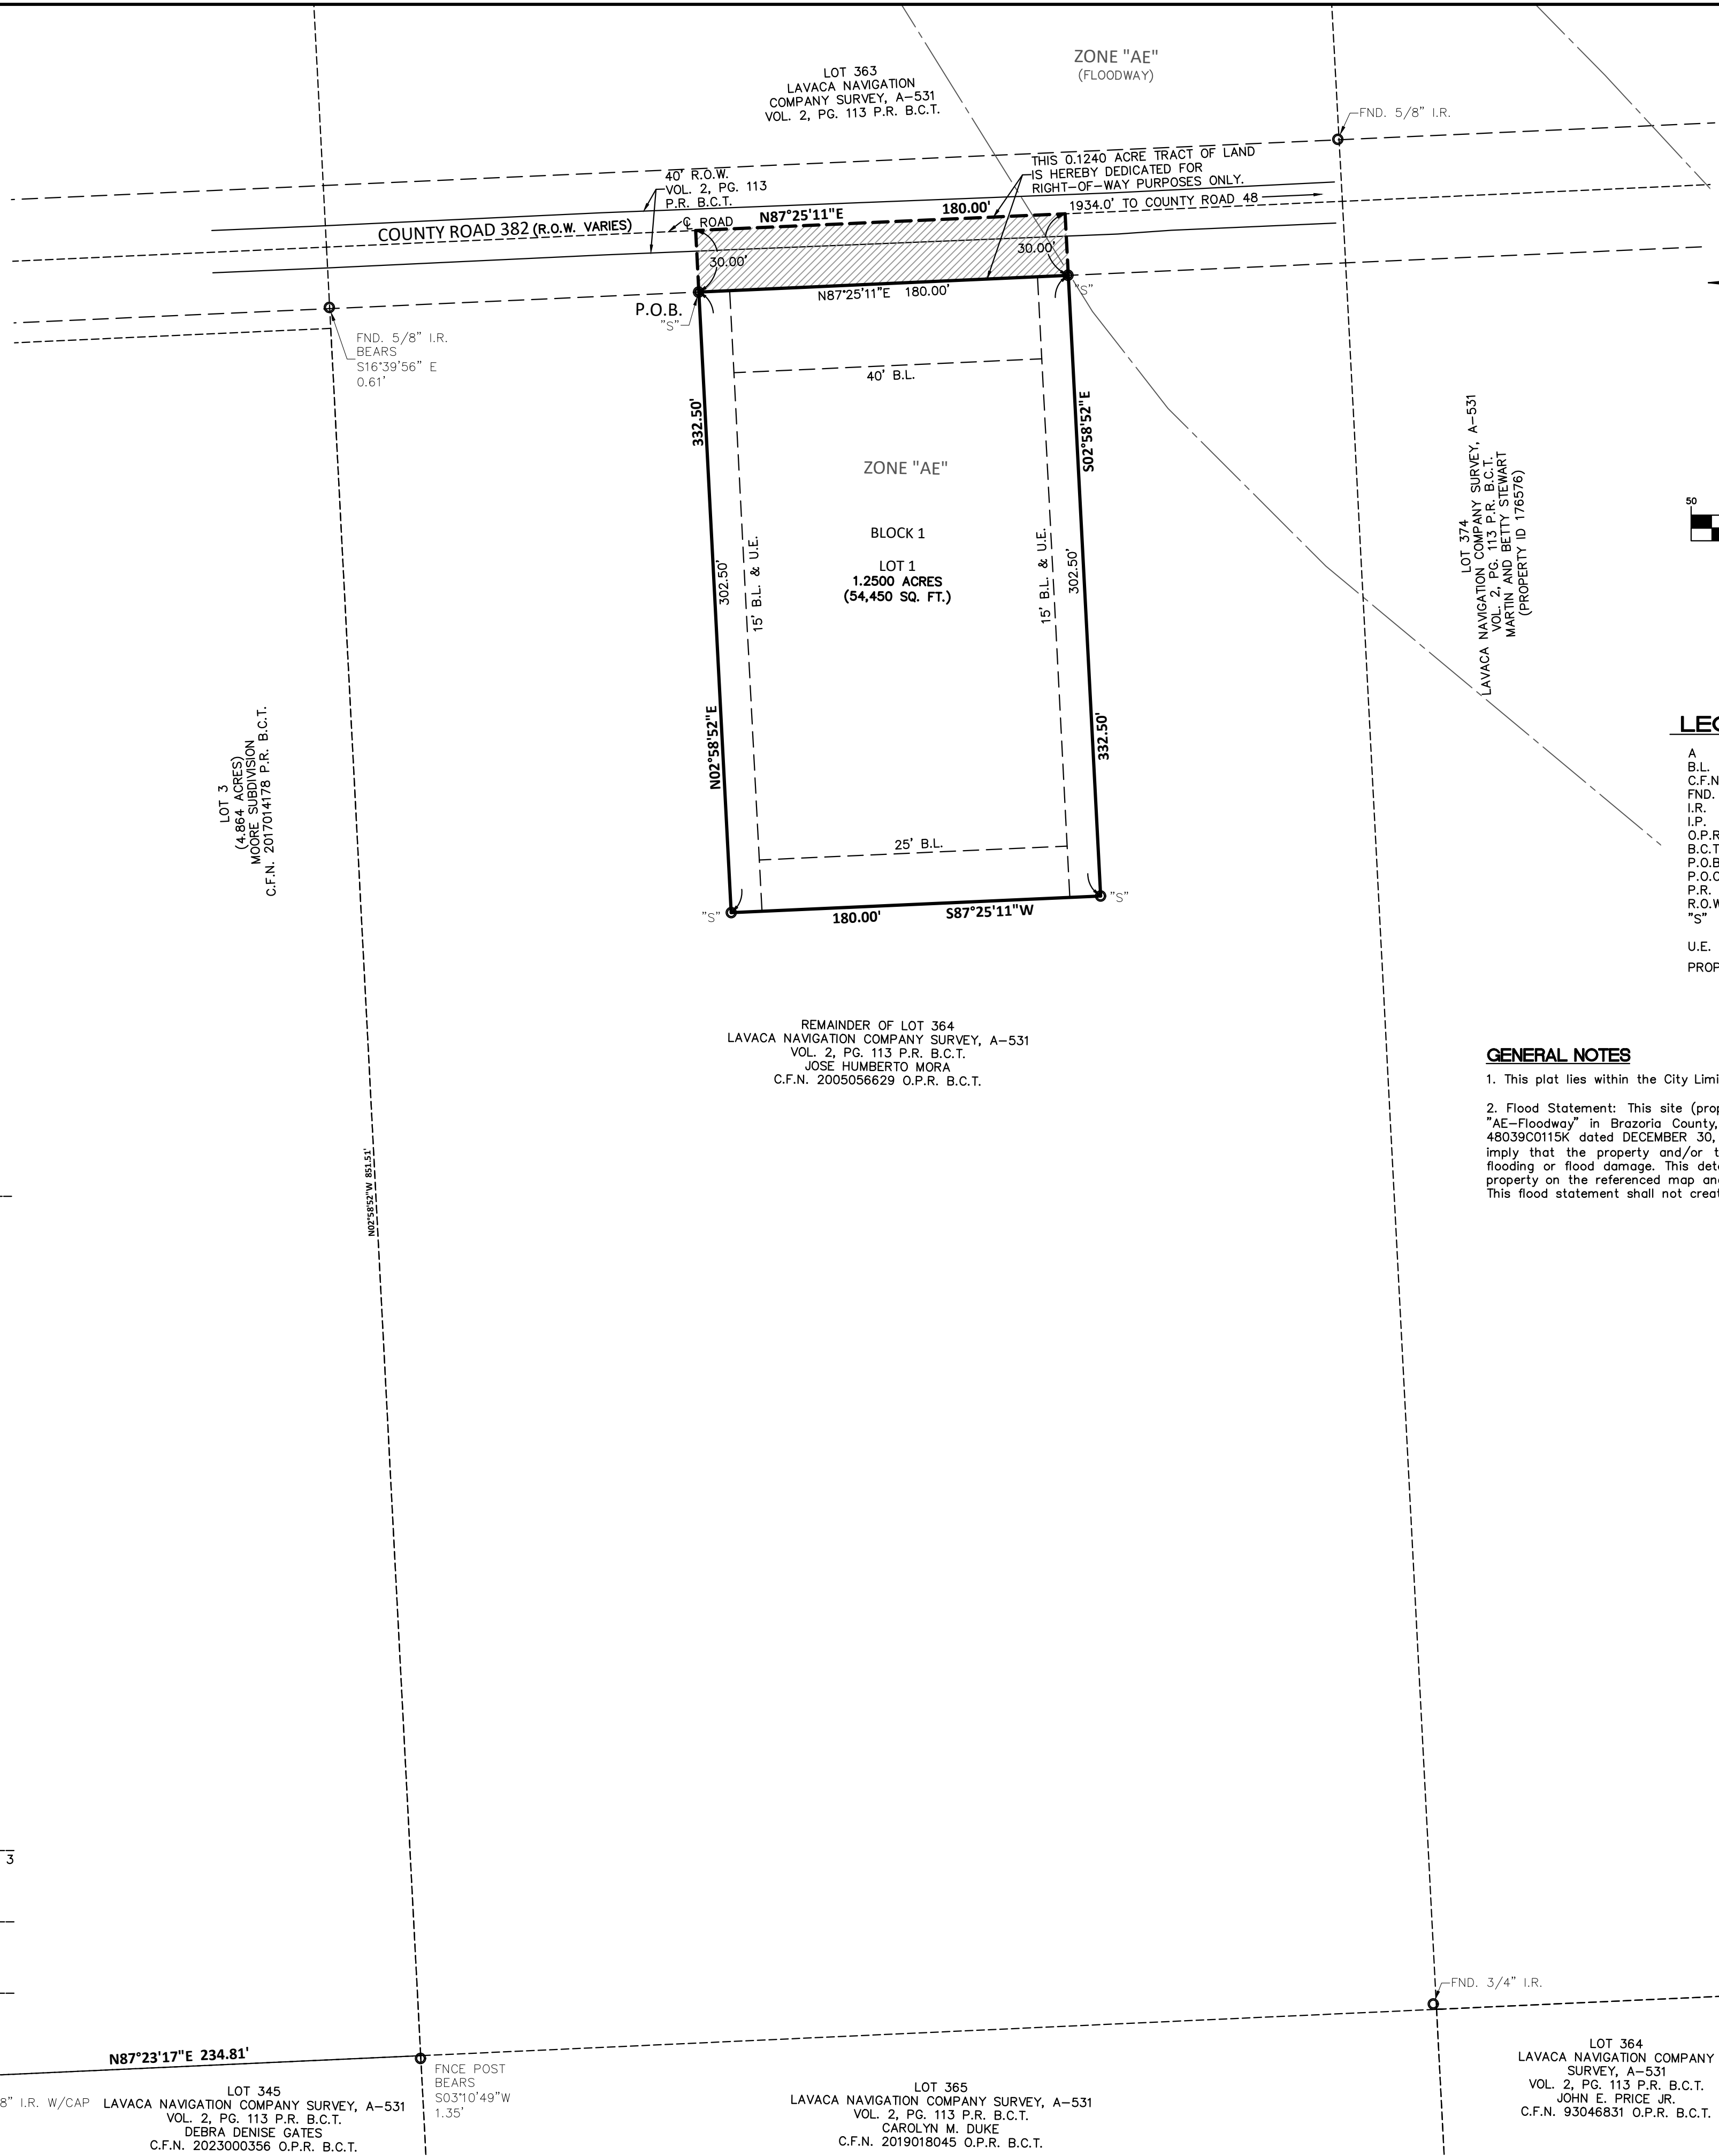 ZONE "AE"
(FLOODWAY)
LOT 363
LAVACA NAVIGATION
COMPANY SURVEY, A-531
VOL. 2, PG. 113 P.R. B.C.T.
FND. 5/8" I.R.
THIS 0.1240 ACRE TRACT OF LAND
IS HEREBY DEDICATED FOR
RIGHT-OF-WAY PURPOSES ONLY.
40' R.O.W.
VOL. 2, PG. 113
P.R. B.C.T.
1934.0' TO COUNTY ROAD 48
N87°25'11"E 180.00'
℄ ROAD
COUNTY ROAD 382 (R.O.W. VARIES)
30.00'
30.00'
N87°25'11"E 180.00'
"S"
P.O.B.
"S"
FND. 5/8" I.R.
BEARS
S16°39'56" E
0.61'
40' B.L.
332.50'
S02°58'52"E
ZONE "AE"
BLOCK 1
LOT 1
1.2500 ACRES
(54,450 SQ. FT.)
302.50'
15' B.L. & U.E.
15' B.L. & U.E.
302.50'
N02°58'52"E
332.50'
25' B.L.
"S"
180.00' S87°25'11"W
"S"
LOT 374
LAVACA NAVIGATION COMPANY SURVEY, A-531
VOL. 2, PG. 113 P.R. B.C.T.
MARTIN AND BETTY STEWART
(PROPERTY ID 176576)
50
LOT 3
(4.864 ACRES)
MOORE SUBDIVISION
C.F.N. 2017014178 P.R. B.C.T.
LEG
A
B.L.
C.F.N
FND.
I.R.
I.P.
O.P.R
B.C.T
P.O.B
P.O.C
P.R.
R.O.W
"S"
U.E.
PROP
REMAINDER OF LOT 364
LAVACA NAVIGATION COMPANY SURVEY, A-531
VOL. 2, PG. 113 P.R. B.C.T.
JOSE HUMBERTO MORA
C.F.N. 2005056629 O.P.R. B.C.T.
GENERAL NOTES
1. This plat lies within the City Limi
2. Flood Statement: This site (prop
"AE-Floodway" in Brazoria County,
48039C0115K dated DECEMBER 30,
imply that the property and/or t
flooding or flood damage. This dete
property on the referenced map and
This flood statement shall not creat
N02°58'52"W 851.51'
3
FND. 3/4" I.R.
N87°23'17"E 234.81'
FNCE POST
BEARS
S03°10'49"W
1.35'
8" I.R. W/CAP
LOT 345
LAVACA NAVIGATION COMPANY SURVEY, A-531
VOL. 2, PG. 113 P.R. B.C.T.
DEBRA DENISE GATES
C.F.N. 2023000356 O.P.R. B.C.T.
LOT 365
LAVACA NAVIGATION COMPANY SURVEY, A-531
VOL. 2, PG. 113 P.R. B.C.T.
CAROLYN M. DUKE
C.F.N. 2019018045 O.P.R. B.C.T.
LOT 364
LAVACA NAVIGATION COMPANY
SURVEY, A-531
VOL. 2, PG. 113 P.R. B.C.T.
JOHN E. PRICE JR.
C.F.N. 93046831 O.P.R. B.C.T.